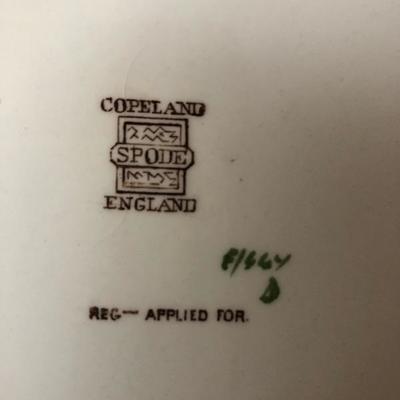 COPELAND
SPODE
ENGLAND
REG— APPLIED FOR.